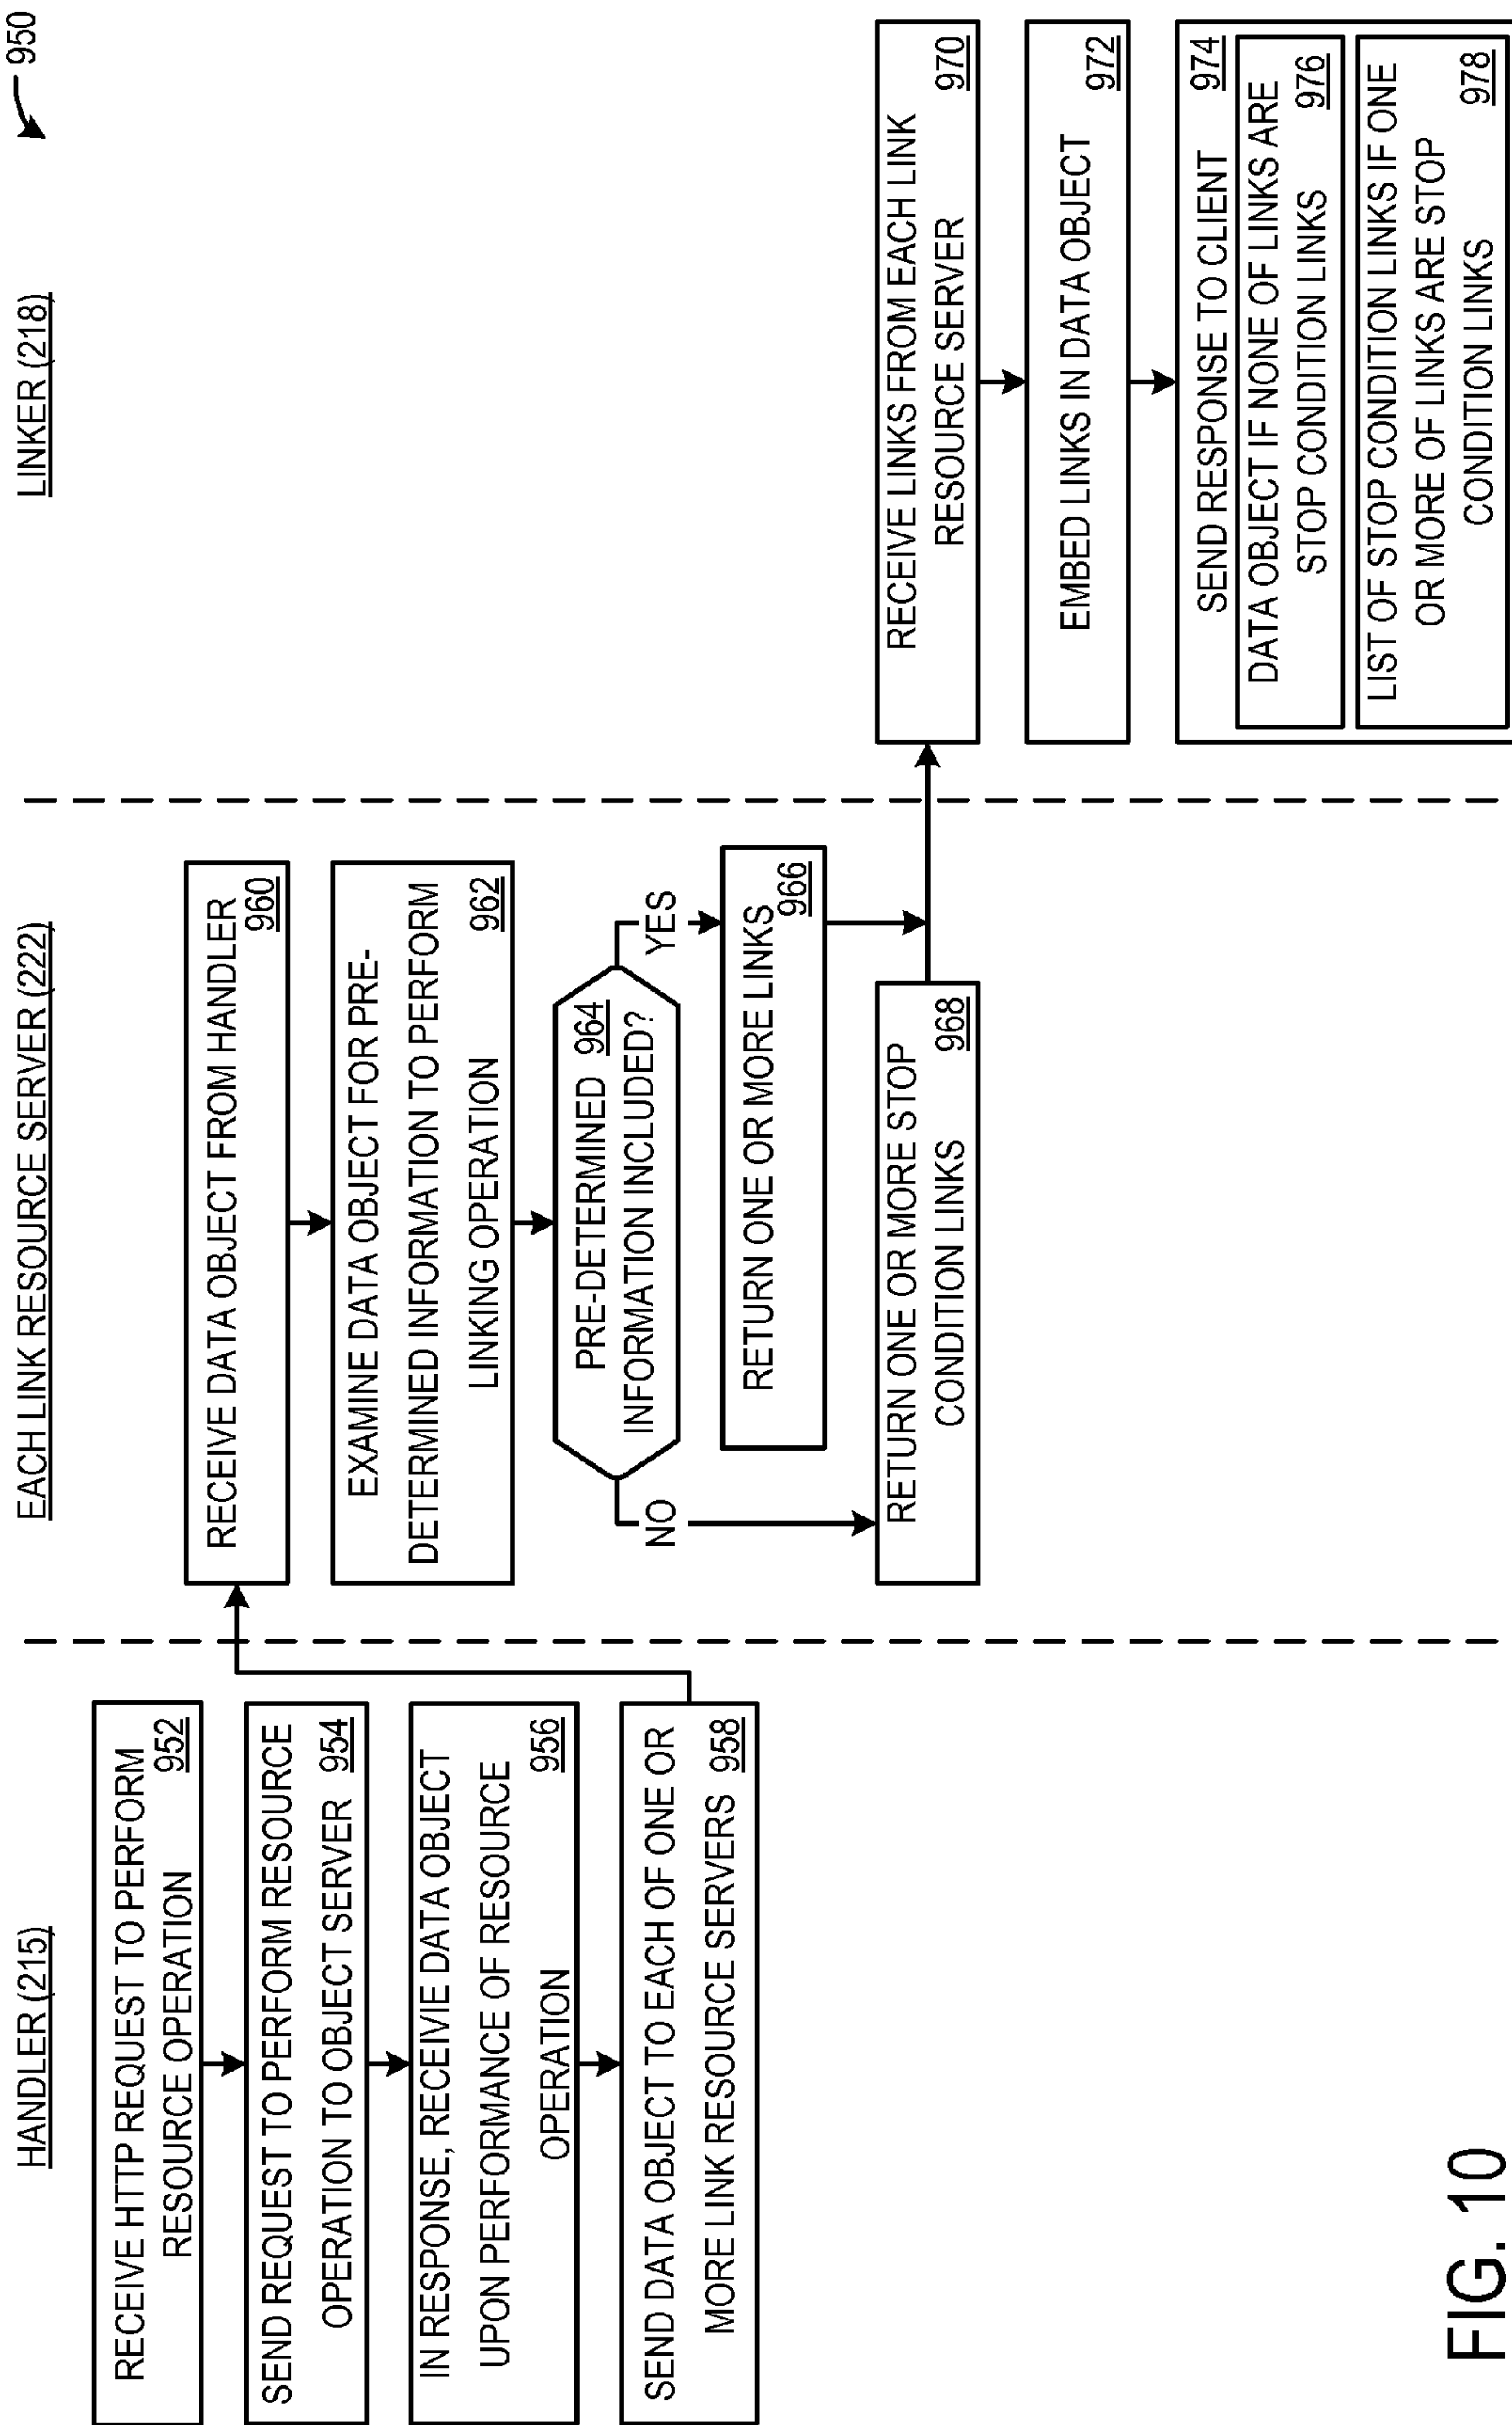 950
HANDLER (215)
RECEIVE HTTP REQUEST TO PERFORM
RESOURCE OPERATION 952
SEND REQUEST TO PERFORM RESOURCE
OPERATION TO OBJECT SERVER 954
IN RESPONSE, RECEIVIE DATA OBJECT
UPON PERFORMANCE OF RESOURCE 956
OPERATION
SEND DATA OBJECT TO EACH OF ONE OR
MORE LINK RESOURCE SERVERS 958
EACH LINK RESOURCE SERVER (222)
RECEIVE DATA OBJECT FROM HANDLER
960
EXAMINE DATA OBJECT FOR PRE-
DETERMINED INFORMATION TO PERFORM
LINKING OPERATION 962
PRE-DETERMINED 964
INFORMATION INCLUDED?
NO
YES
RETURN ONE OR MORE LINKS
966
RETURN ONE OR MORE STOP
CONDITION LINKS 968
LINKER (218)
RECEIVE LINKS FROM EACH LINK
RESOURCE SERVER 970
EMBED LINKS IN DATA OBJECT
972
SEND RESPONSE TO CLIENT 974
DATA OBJECT IF NONE OF LINKS ARE
STOP CONDITION LINKS 976
LIST OF STOP CONDITION LINKS IF ONE
OR MORE OF LINKS ARE STOP
CONDITION LINKS 978
FIG. 10